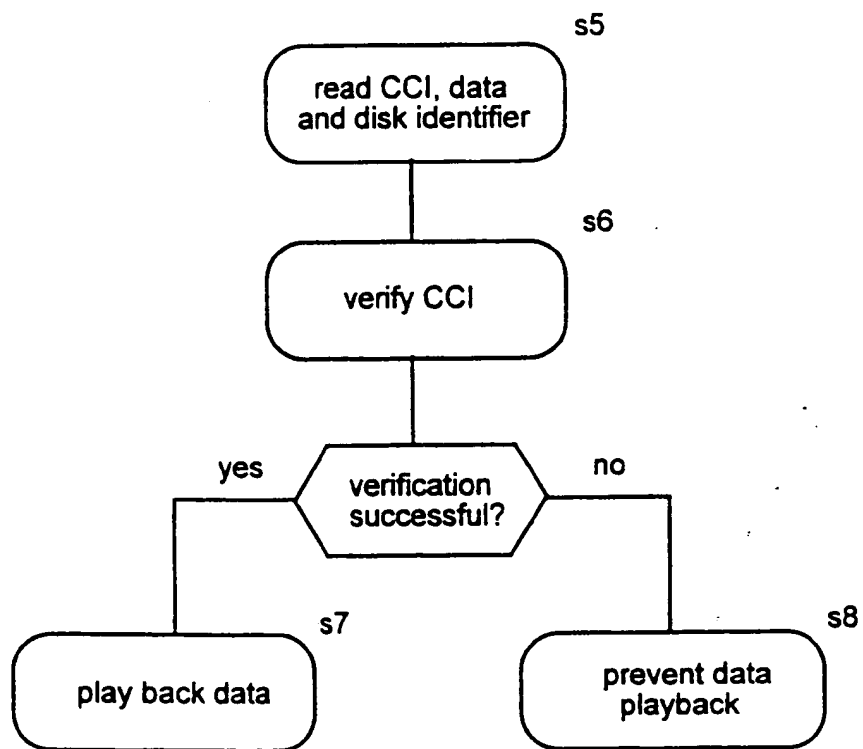 s5
read CCI, data
and disk identifier
s6
verify CCI
yes
no
verification
successful?
s7
s8
play back data
prevent data
playback